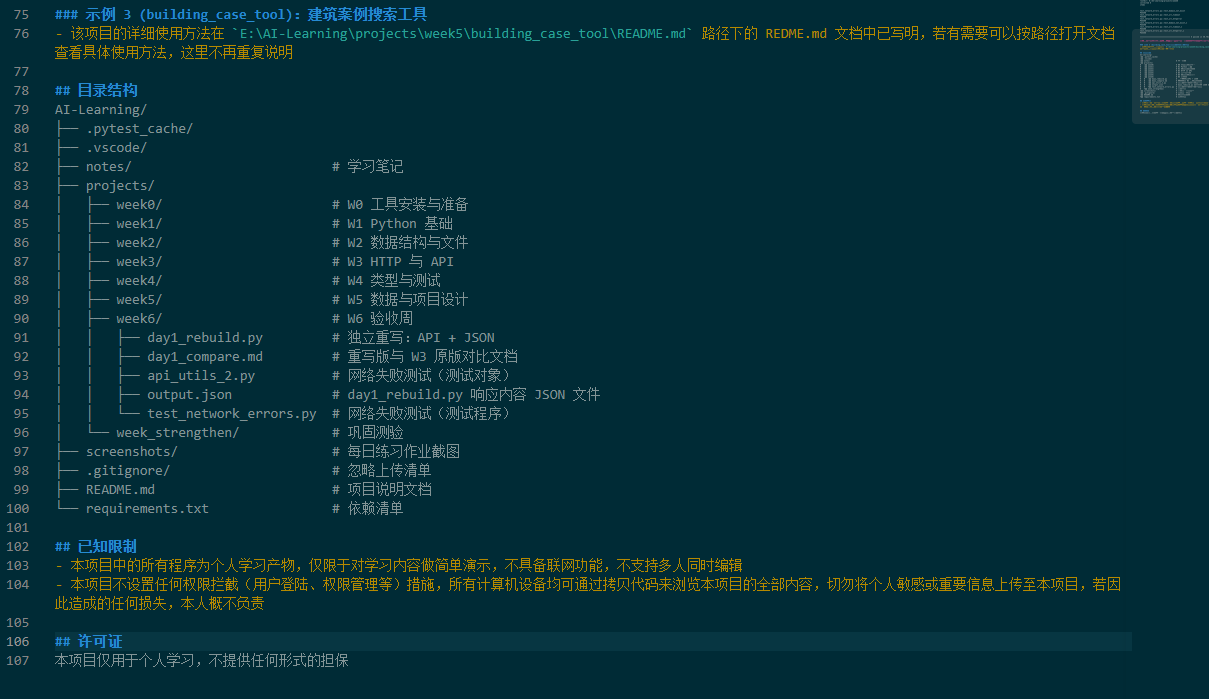 75 ### 示例 3 (building_case_tool)：建筑案例搜索工具
76 - 该项目的详细使用方法在 `E:\AI-Learning\projects\week5\building_case_tool\README.md` 路径下的 REDME.md 文档中已写明，若有需要可以按路径打开文档
查看具体使用方法，这里不再重复说明
77
78 ## 目录结构
79 AI-Learning/
80 ├── .pytest_cache/
81 ├── .vscode/
82 ├── notes/ # 学习笔记
83 ├── projects/
84 │ ├── week0/ # W0 工具安装与准备
85 │ ├── week1/ # W1 Python 基础
86 │ ├── week2/ # W2 数据结构与文件
87 │ ├── week3/ # W3 HTTP 与 API
88 │ ├── week4/ # W4 类型与测试
89 │ ├── week5/ # W5 数据与项目设计
90 │ ├── week6/ # W6 验收周
91 │ │ ├── day1_rebuild.py # 独立重写：API + JSON
92 │ │ ├── day1_compare.md # 重写版与 W3 原版对比文档
93 │ │ ├── api_utils_2.py # 网络失败测试（测试对象）
94 │ │ ├── output.json # day1_rebuild.py 响应内容 JSON 文件
95 │ │ └── test_network_errors.py # 网络失败测试（测试程序）
96 │ └── week_strengthen/ # 巩固测验
97 ├── screenshots/ # 每日练习作业截图
98 ├── .gitignore/ # 忽略上传清单
99 ├── README.md # 项目说明文档
100 └── requirements.txt # 依赖清单
101
102 ## 已知限制
103 - 本项目中的所有程序为个人学习产物，仅限于对学习内容做简单演示，不具备联网功能，不支持多人同时编辑
104 - 本项目不设置任何权限拦截（用户登陆、权限管理等）措施，所有计算机设备均可通过拷贝代码来浏览本项目的全部内容，切勿将个人敏感或重要信息上传至本项目，若因
此造成的任何损失，本人概不负责
105
106 ## 许可证
107 本项目仅用于个人学习，不提供任何形式的担保